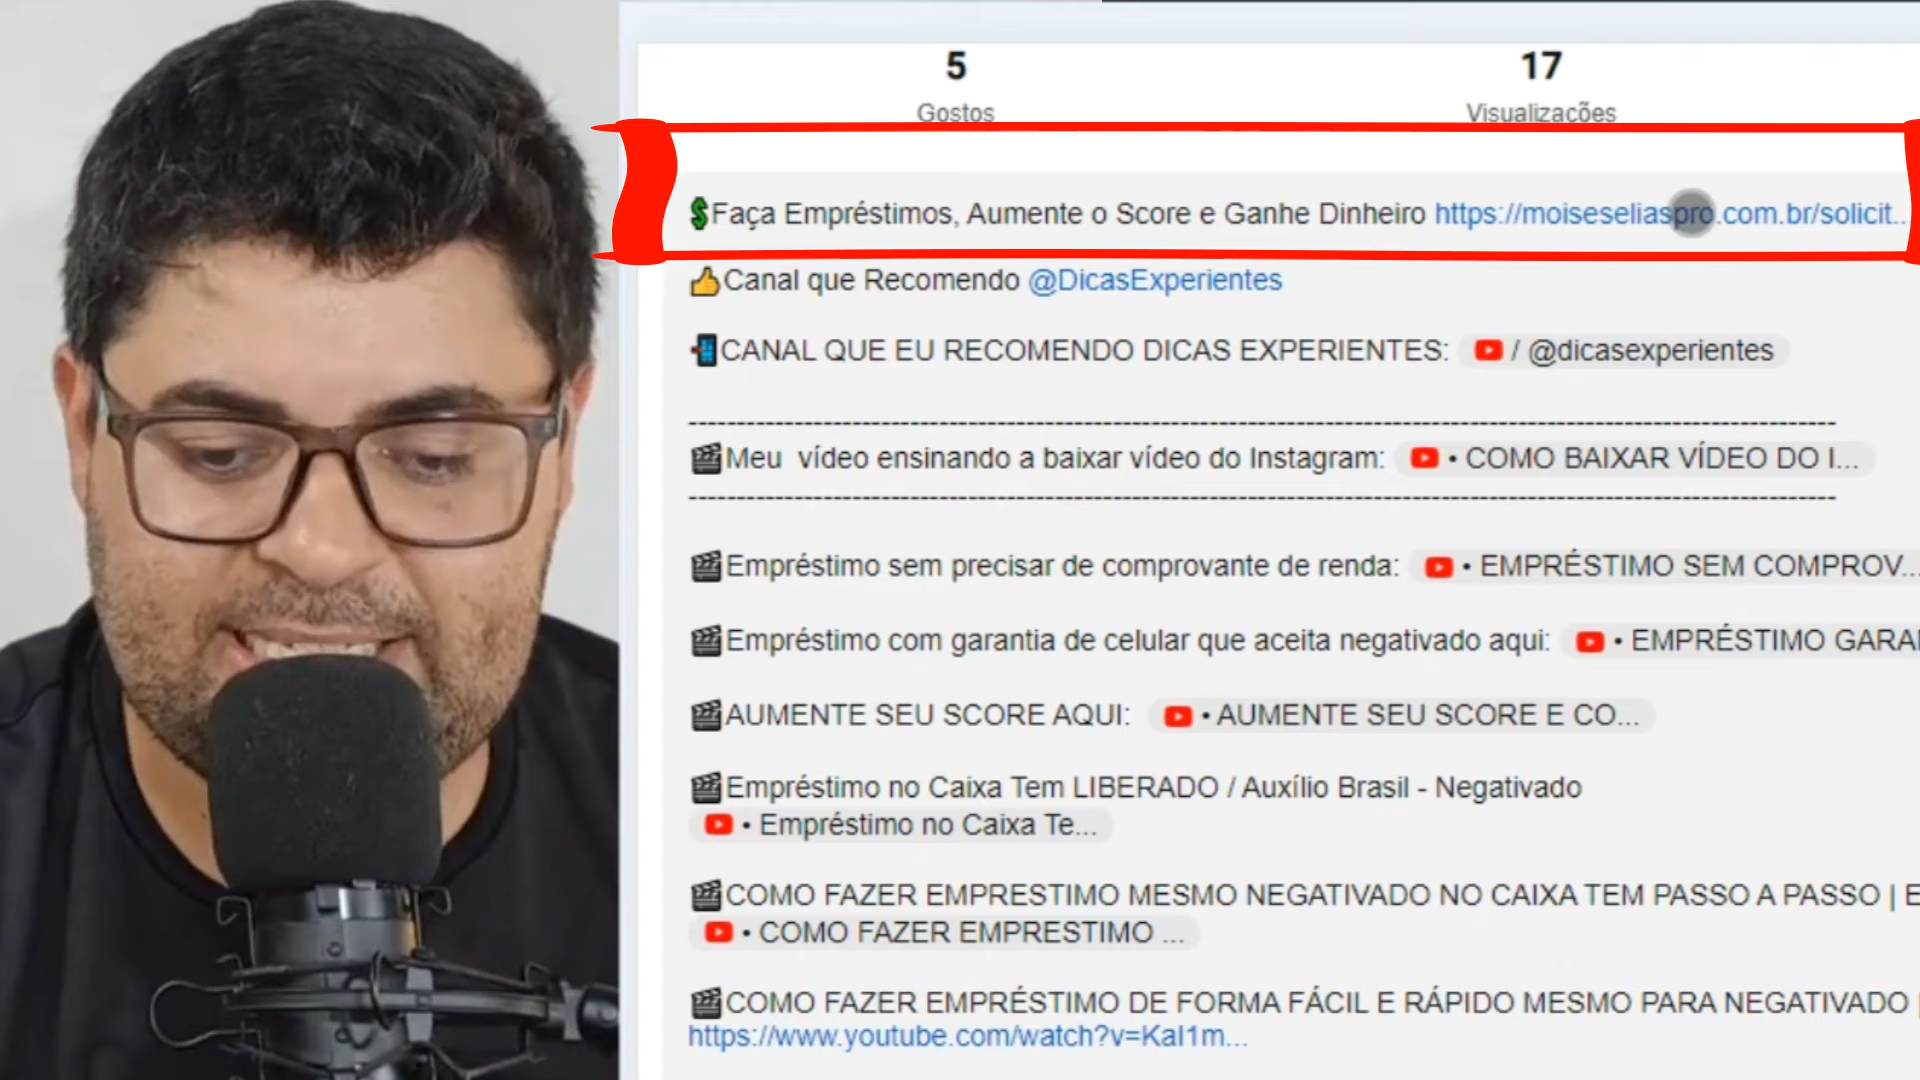 5
17
Gostos
Visualizações
Faça Empréstimos, Aumente o Score e Ganhe Dinheiro https://moiseseliaspro.com.br/solicit...
Canal que Recomendo @DicasExperientes
CANAL QUE EU RECOMENDO DICAS EXPERIENTES: / @dicasexperientes
Meu vídeo ensinando a baixar vídeo do Instagram: • COMO BAIXAR VÍDEO DO I...
Empréstimo sem precisar de comprovante de renda: • EMPRÉSTIMO SEM COMPROV...
Empréstimo com garantia de celular que aceita negativado aqui: • EMPRÉSTIMO GARA
AUMENTE SEU SCORE AQUI: • AUMENTE SEU SCORE E CO...
Empréstimo no Caixa Tem LIBERADO / Auxílio Brasil - Negativado
• Empréstimo no Caixa Te...
COMO FAZER EMPRESTIMO MESMO NEGATIVADO NO CAIXA TEM PASSO A PASSO | E
• COMO FAZER EMPRESTIMO ...
COMO FAZER EMPRÉSTIMO DE FORMA FÁCIL E RÁPIDO MESMO PARA NEGATIVADO |
https://www.youtube.com/watch?v=Kal1m...